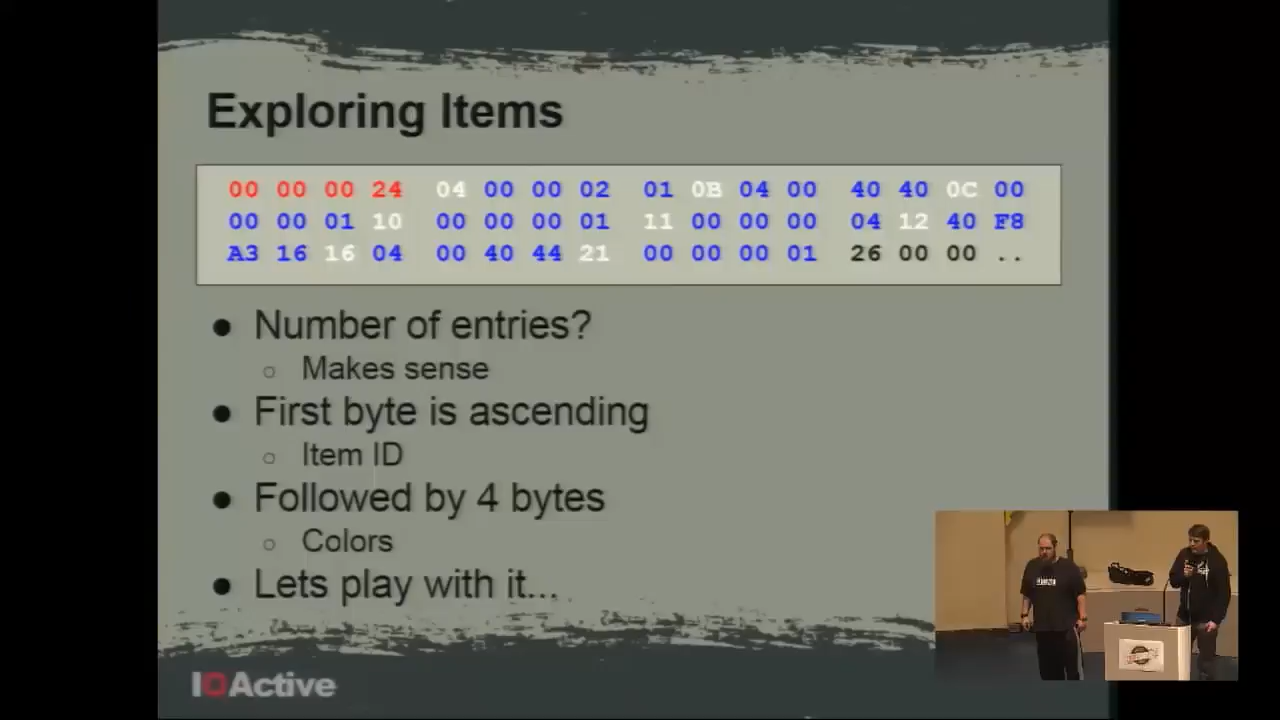 Exploring Items
00 00 00 24 04 00 00 02 01 0B 04 00 40 40 0C 00
00 00 01 10 00 00 00 01 11 00 00 00 04 12 40 F8
A3 16 16 04 00 40 44 21 00 00 00 01 26 00 00 ..
● Number of entries?
○ Makes sense
● First byte is ascending
○ Item ID
● Followed by 4 bytes
○ Colors
● Lets play with it...
IOActive